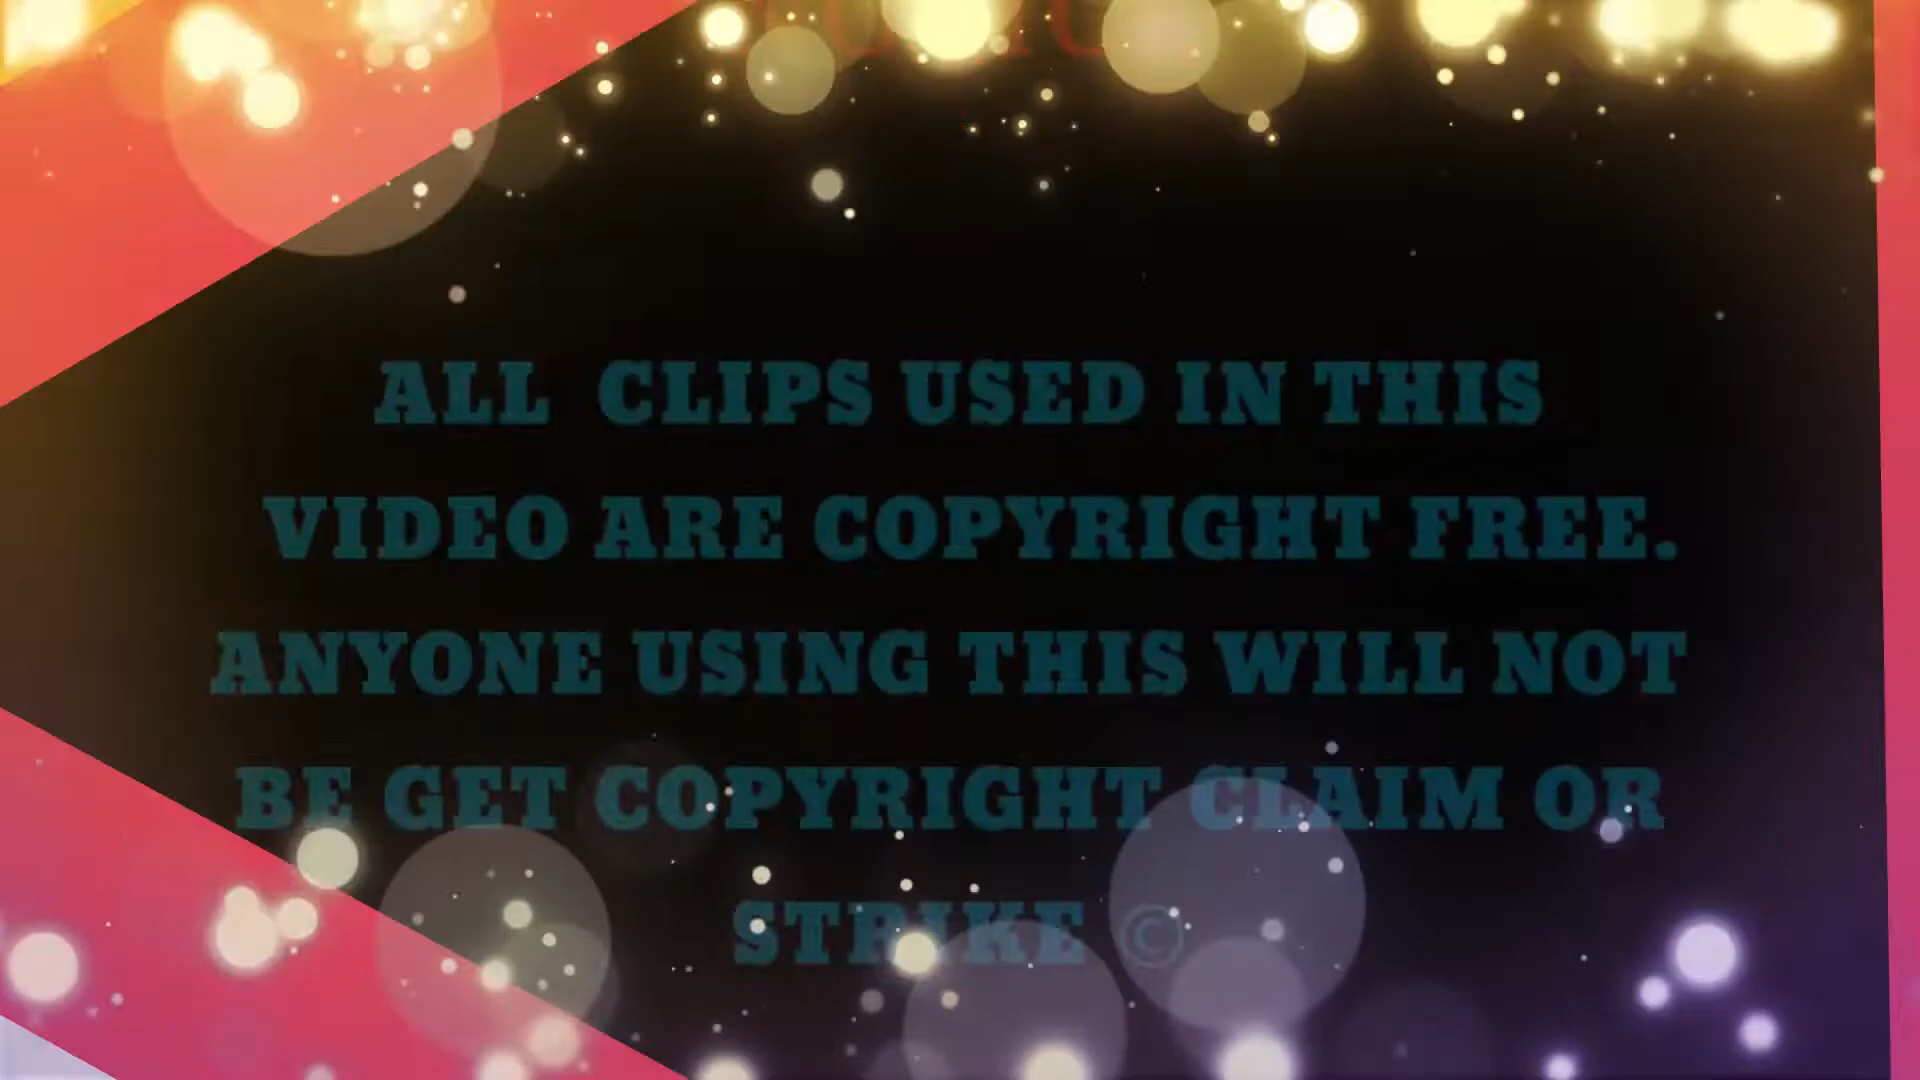 ALL CLIPS USED IN THIS
VIDEO ARE COPYRIGHT FREE.
ANYONE USING THIS WILL NOT
BE GET COPYRIGHT CLAIM OR
STRIKE ©